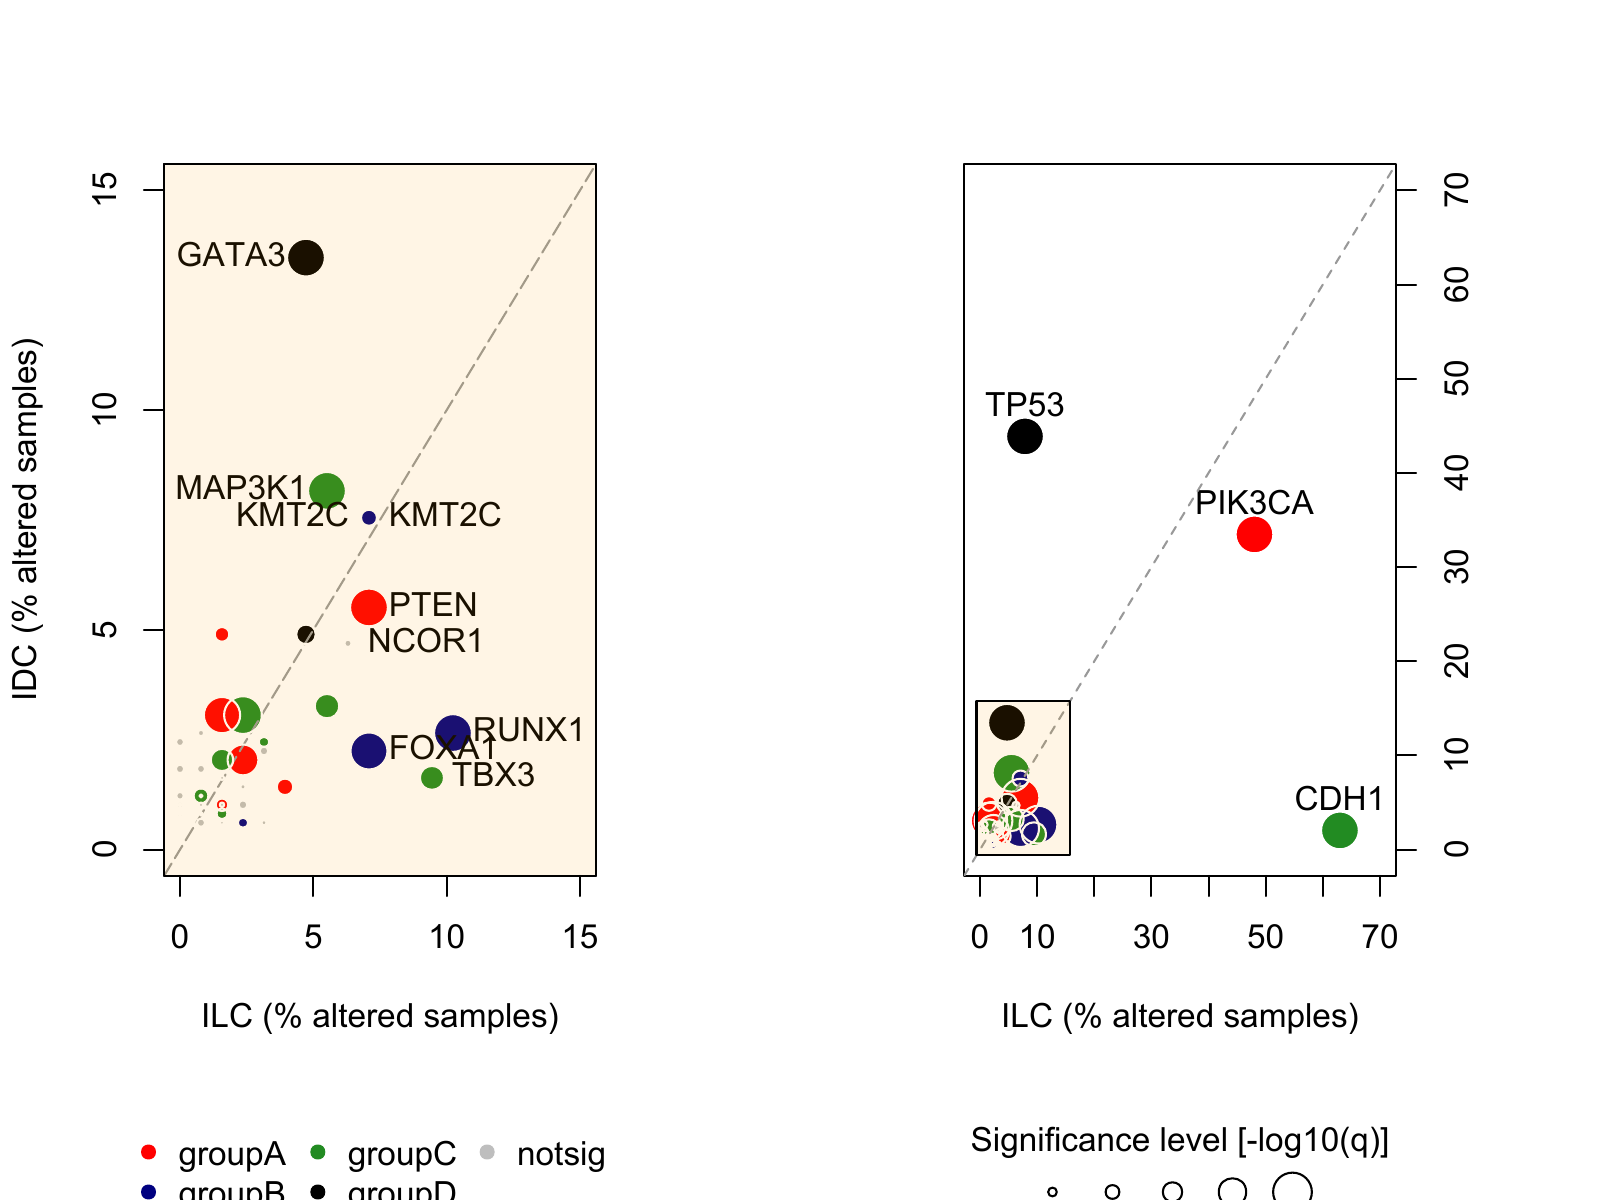 15
10
5
0
IDC (% altered samples)
GATA3
MAP3K1
KMT2C
KMT2C
PTEN
NCOR1
RUNX1
FOXA1
TBX3
0 5 10 15
ILC (% altered samples)
TP53
PIK3CA
CDH1
70
60
50
40
30
20
10
0
0 10 30 50 70
ILC (% altered samples)
groupA groupC notsig
groupB groupD
Significance level [-log10(q)]